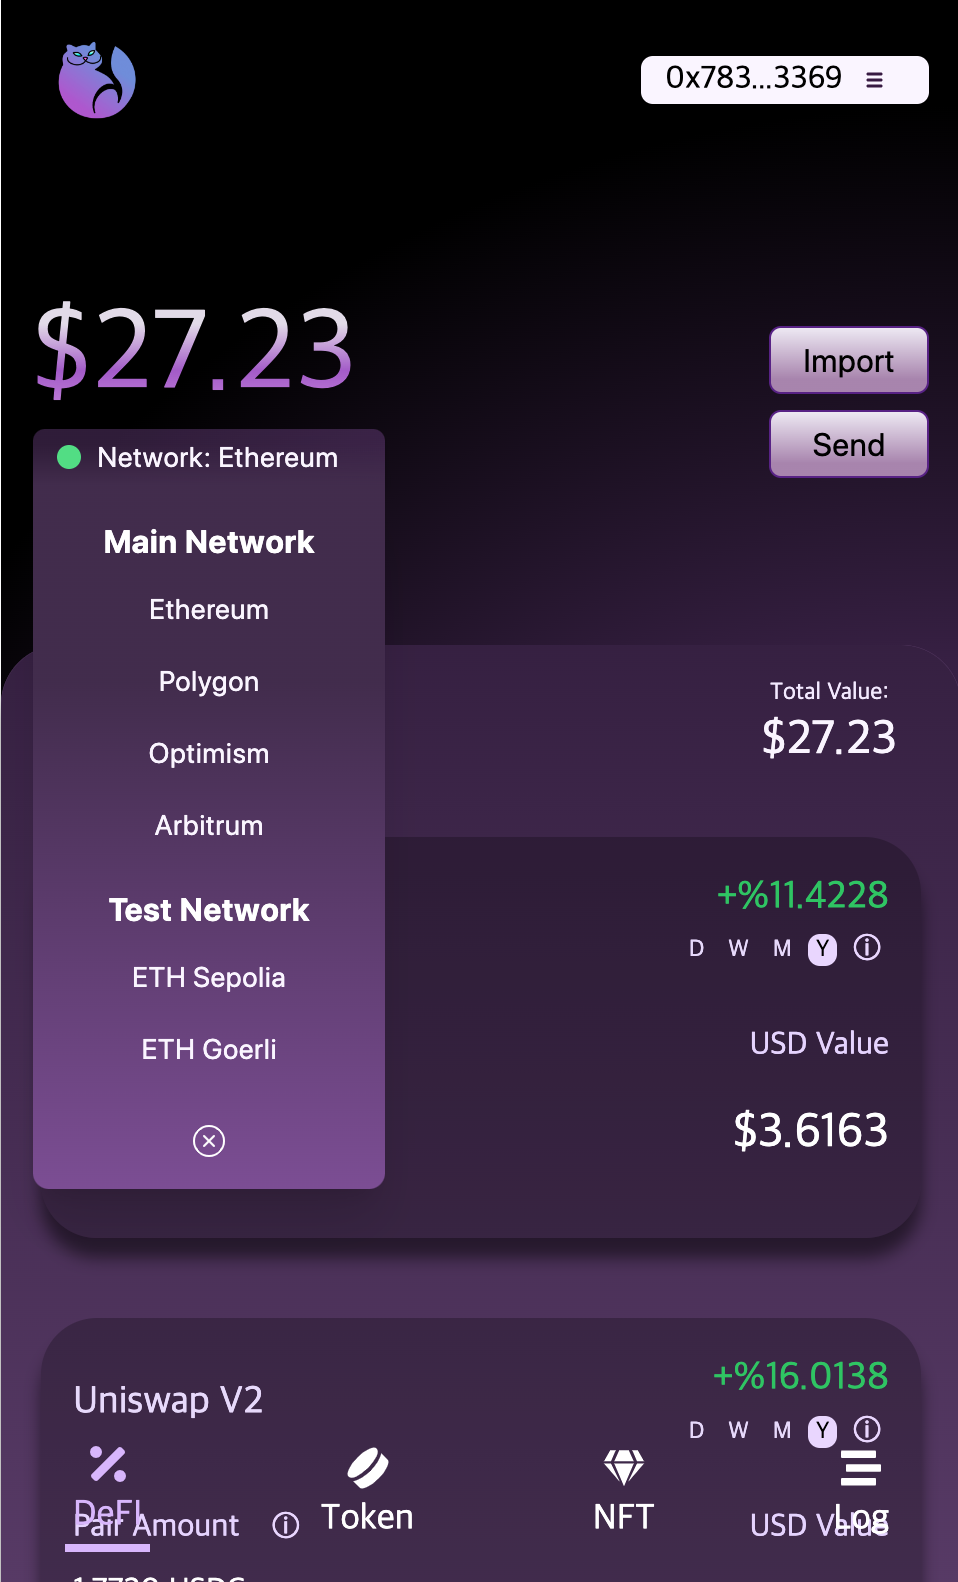 0x783...3369
$27.23
Import
Send
Network: Ethereum
Main Network
Ethereum
Polygon
Optimism
Arbitrum
Test Network
ETH Sepolia
ETH Goerli
Total Value:
$27.23
+%11.4228
D W M Y
USD Value
$3.6163
Uniswap V2
+%16.0138
D W M Y
Pair Amount
USD Value
DeFI
Token
NFT
Log